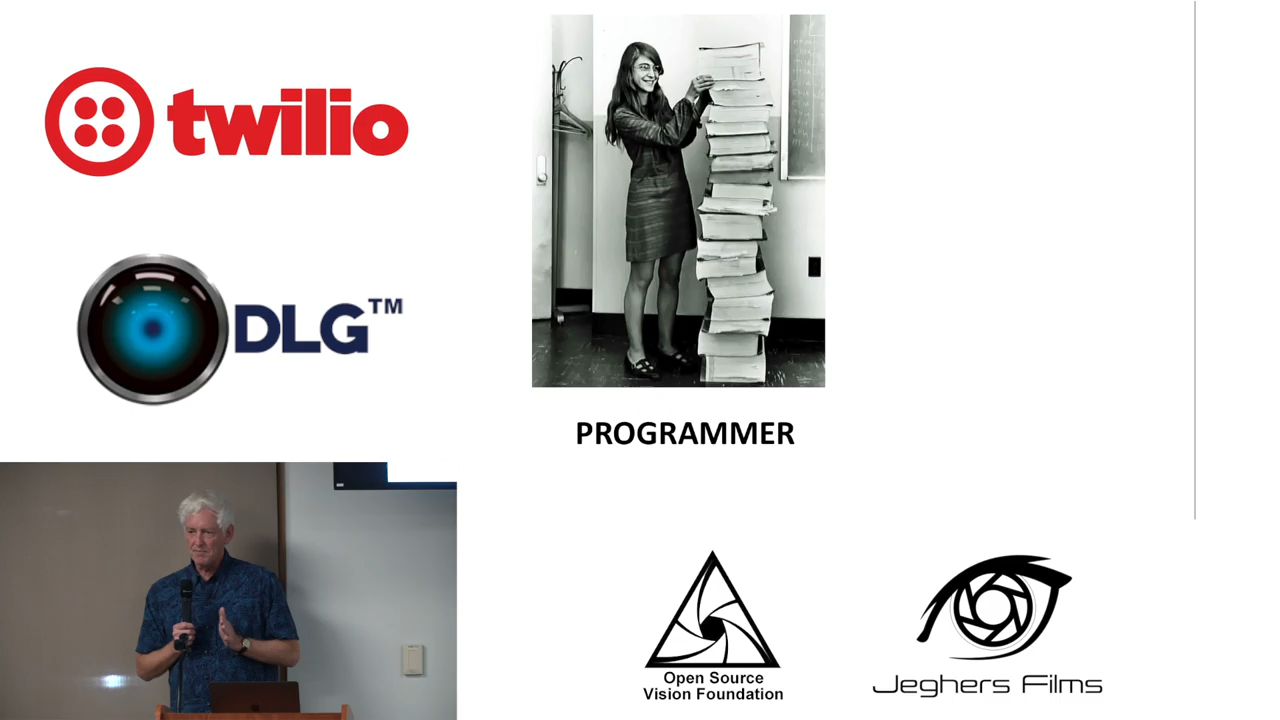 twilio
DLG™
PROGRAMMER
Open Source
Vision Foundation
Jeghers Films